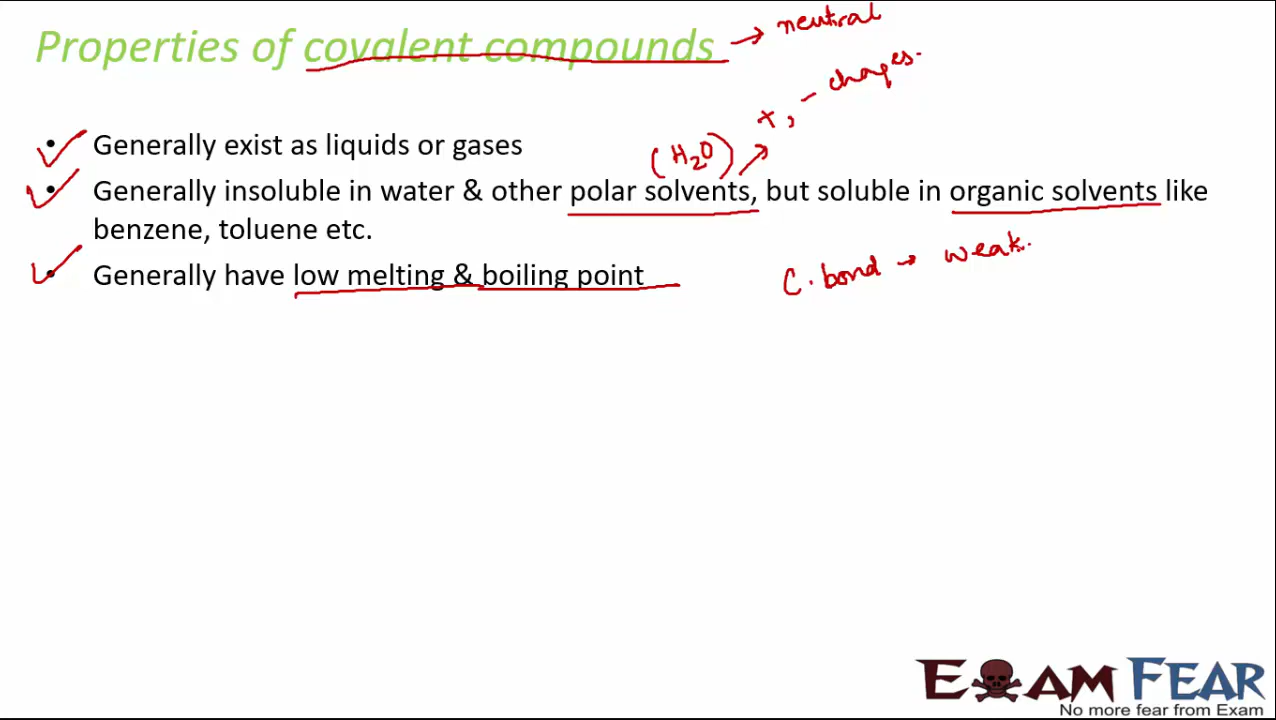 Properties of covalent compounds → neutral
+, - chages.
• Generally exist as liquids or gases
(H₂O)
• Generally insoluble in water & other polar solvents, but soluble in organic solvents like
benzene, toluene etc.
• Generally have low melting & boiling point
C. bond → weak.
EXAM FEAR
No more fear from Exam